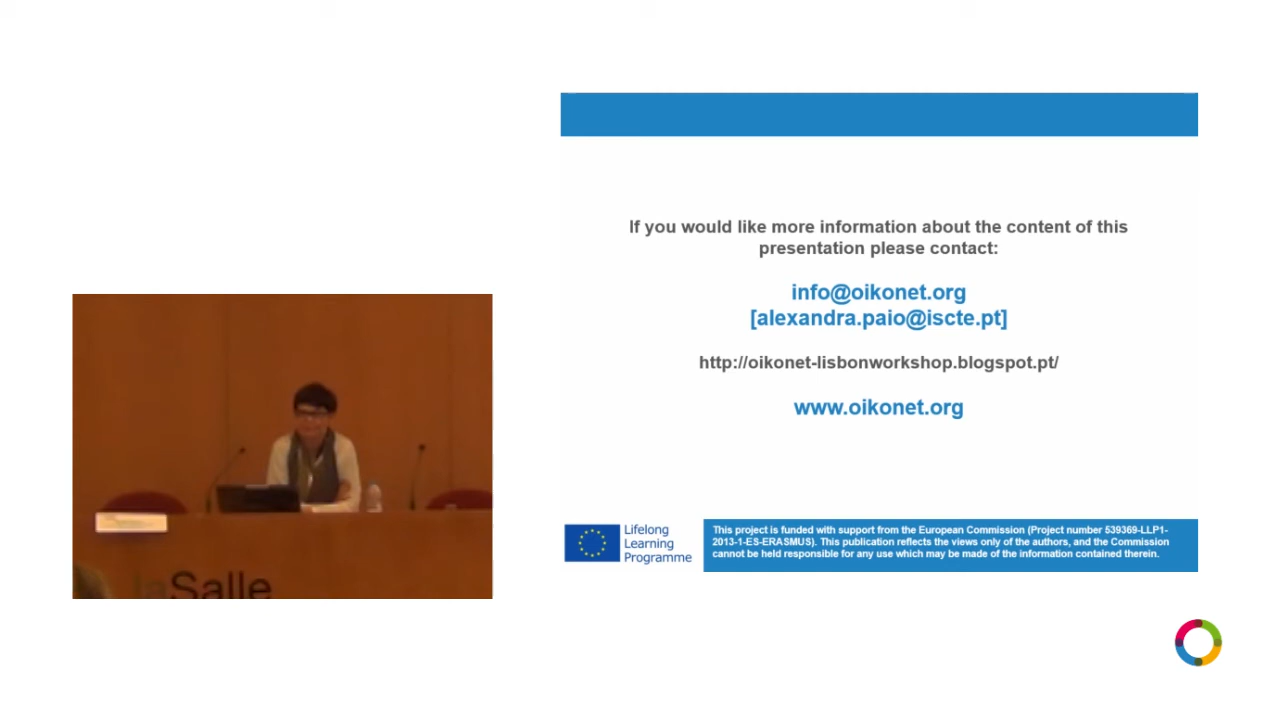 If you would like more information about the content of this
presentation please contact:
info@oikonet.org
[alexandra.paio@iscte.pt]
http://oikonet-lisbonworkshop.blogspot.pt/
www.oikonet.org
laSalle
Lifelong
Learning
Programme
This project is funded with support from the European Commission (Project number 539369-LLP1-
2013-1-ES-ERASMUS). This publication reflects the views only of the authors, and the Commission
cannot be held responsible for any use which may be made of the information contained therein.